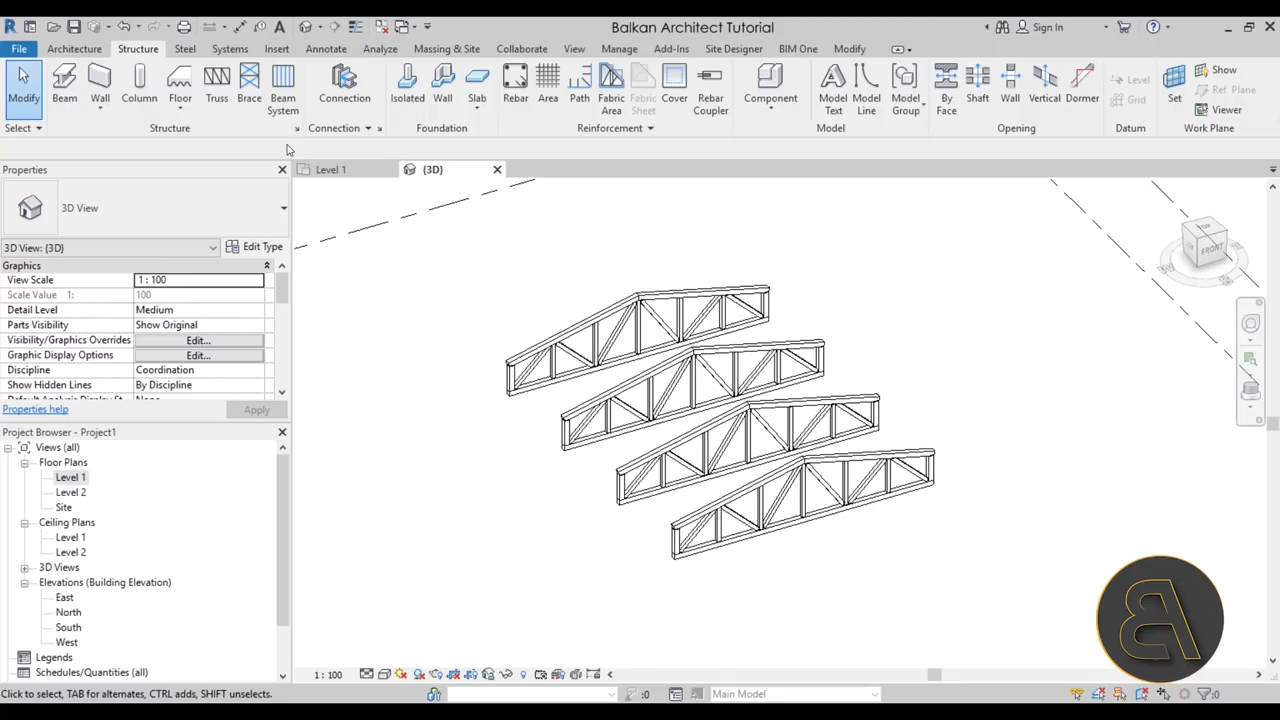 Balkan Architect Tutorial
Sign In
File Architecture Structure Steel Systems Insert Annotate Analyze Massing & Site Collaborate View Manage Add-Ins Site Designer BIM One Modify
Modify Beam Wall Column Floor Truss Brace Beam System Connection Isolated Wall Slab Rebar Area Path Fabric Area Fabric Sheet Cover Rebar Coupler Component Model Text Model Line Model Group By Face Shaft Wall Vertical Dormer Level Grid Set Show Ref Plane Viewer
Select Structure Connection Foundation Reinforcement Model Opening Datum Work Plane
Properties
Level 1 {3D}
3D View
3D View: {3D} Edit Type
Graphics
View Scale 1 : 100
Scale Value 1: 100
Detail Level Medium
Parts Visibility Show Original
Visibility/Graphics Overrides Edit...
Graphic Display Options Edit...
Discipline Coordination
Show Hidden Lines By Discipline
Properties help Apply
Project Browser - Project1
Views (all)
Floor Plans
Level 1
Level 2
Site
Ceiling Plans
Level 1
Level 2
3D Views
Elevations (Building Elevation)
East
North
South
West
Legends
Schedules/Quantities (all)
TOP
FRONT
1 : 100
Click to select, TAB for alternates, CTRL adds, SHIFT unselects. :0 Main Model :0